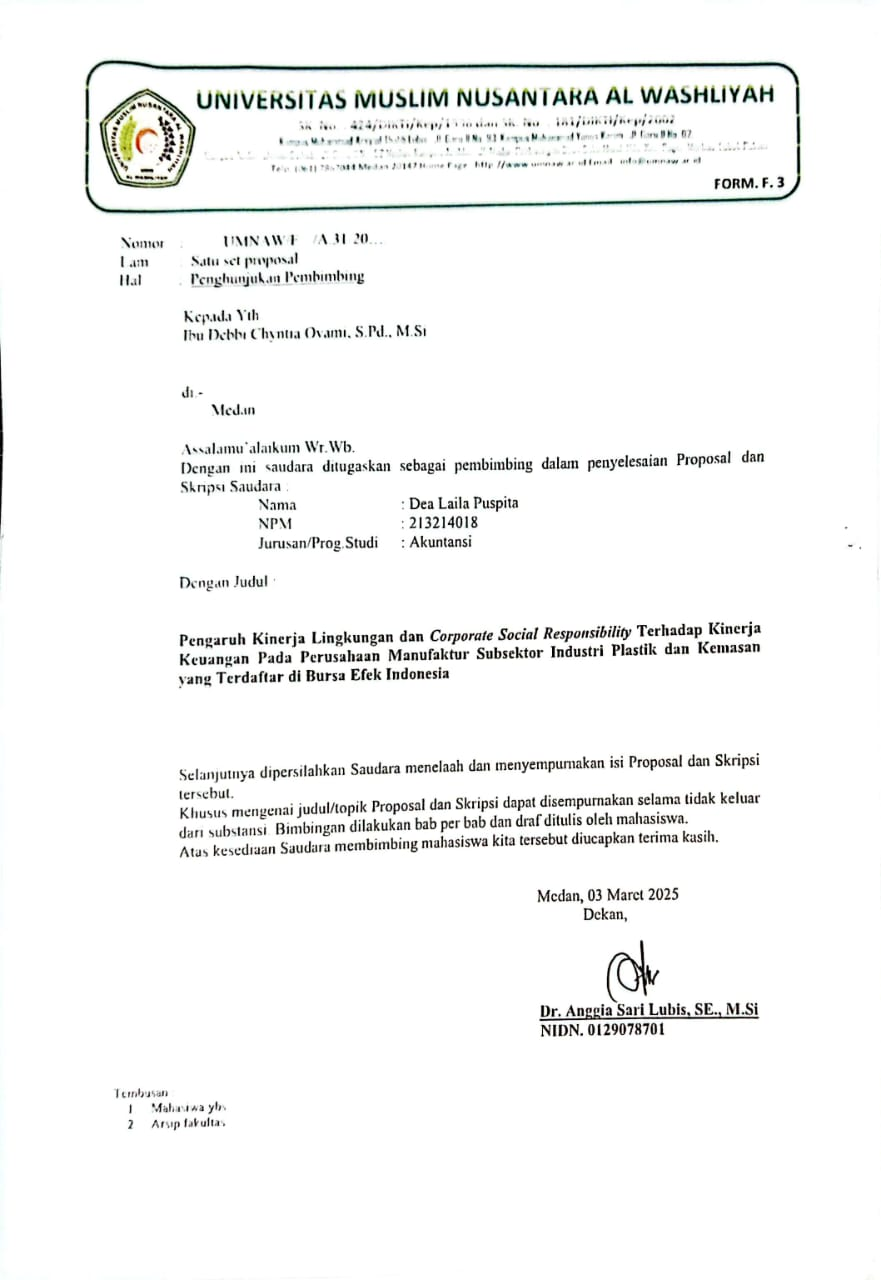 UNIVERSITAS MUSLIM NUSANTARA AL WASHLIYAH
FORM. F. 3
Nomor : UMNAW
Lam : Satu set proposal
Hal : Penghunjukan Pembimbing
Kepada Yth
Ibu Debbi Chyntia Ovami, S.Pd., M.Si
di -
Medan
Assalamu'alaikum Wr.Wb.
Dengan ini saudara ditugaskan sebagai pembimbing dalam penyelesaian Proposal dan
Skripsi Saudara :
Nama : Dea Laila Puspita
NPM : 213214018
Jurusan/Prog.Studi : Akuntansi
Dengan Judul :
Pengaruh Kinerja Lingkungan dan Corporate Social Responsibility Terhadap Kinerja
Keuangan Pada Perusahaan Manufaktur Subsektor Industri Plastik dan Kemasan
yang Terdaftar di Bursa Efek Indonesia
Selanjutnya dipersilahkan Saudara menelaah dan menyempurnakan isi Proposal dan Skripsi
tersebut.
Khusus mengenai judul/topik Proposal dan Skripsi dapat disempurnakan selama tidak keluar
dari substansi. Bimbingan dilakukan bab per bab dan draf ditulis oleh mahasiswa.
Atas kesediaan Saudara membimbing mahasiswa kita tersebut diucapkan terima kasih.
Medan, 03 Maret 2025
Dekan,
Dr. Anggia Sari Lubis, SE., M.Si
NIDN. 0129078701
Tembusan
1 Mahasiwa ybs
2 Arsip fakultas